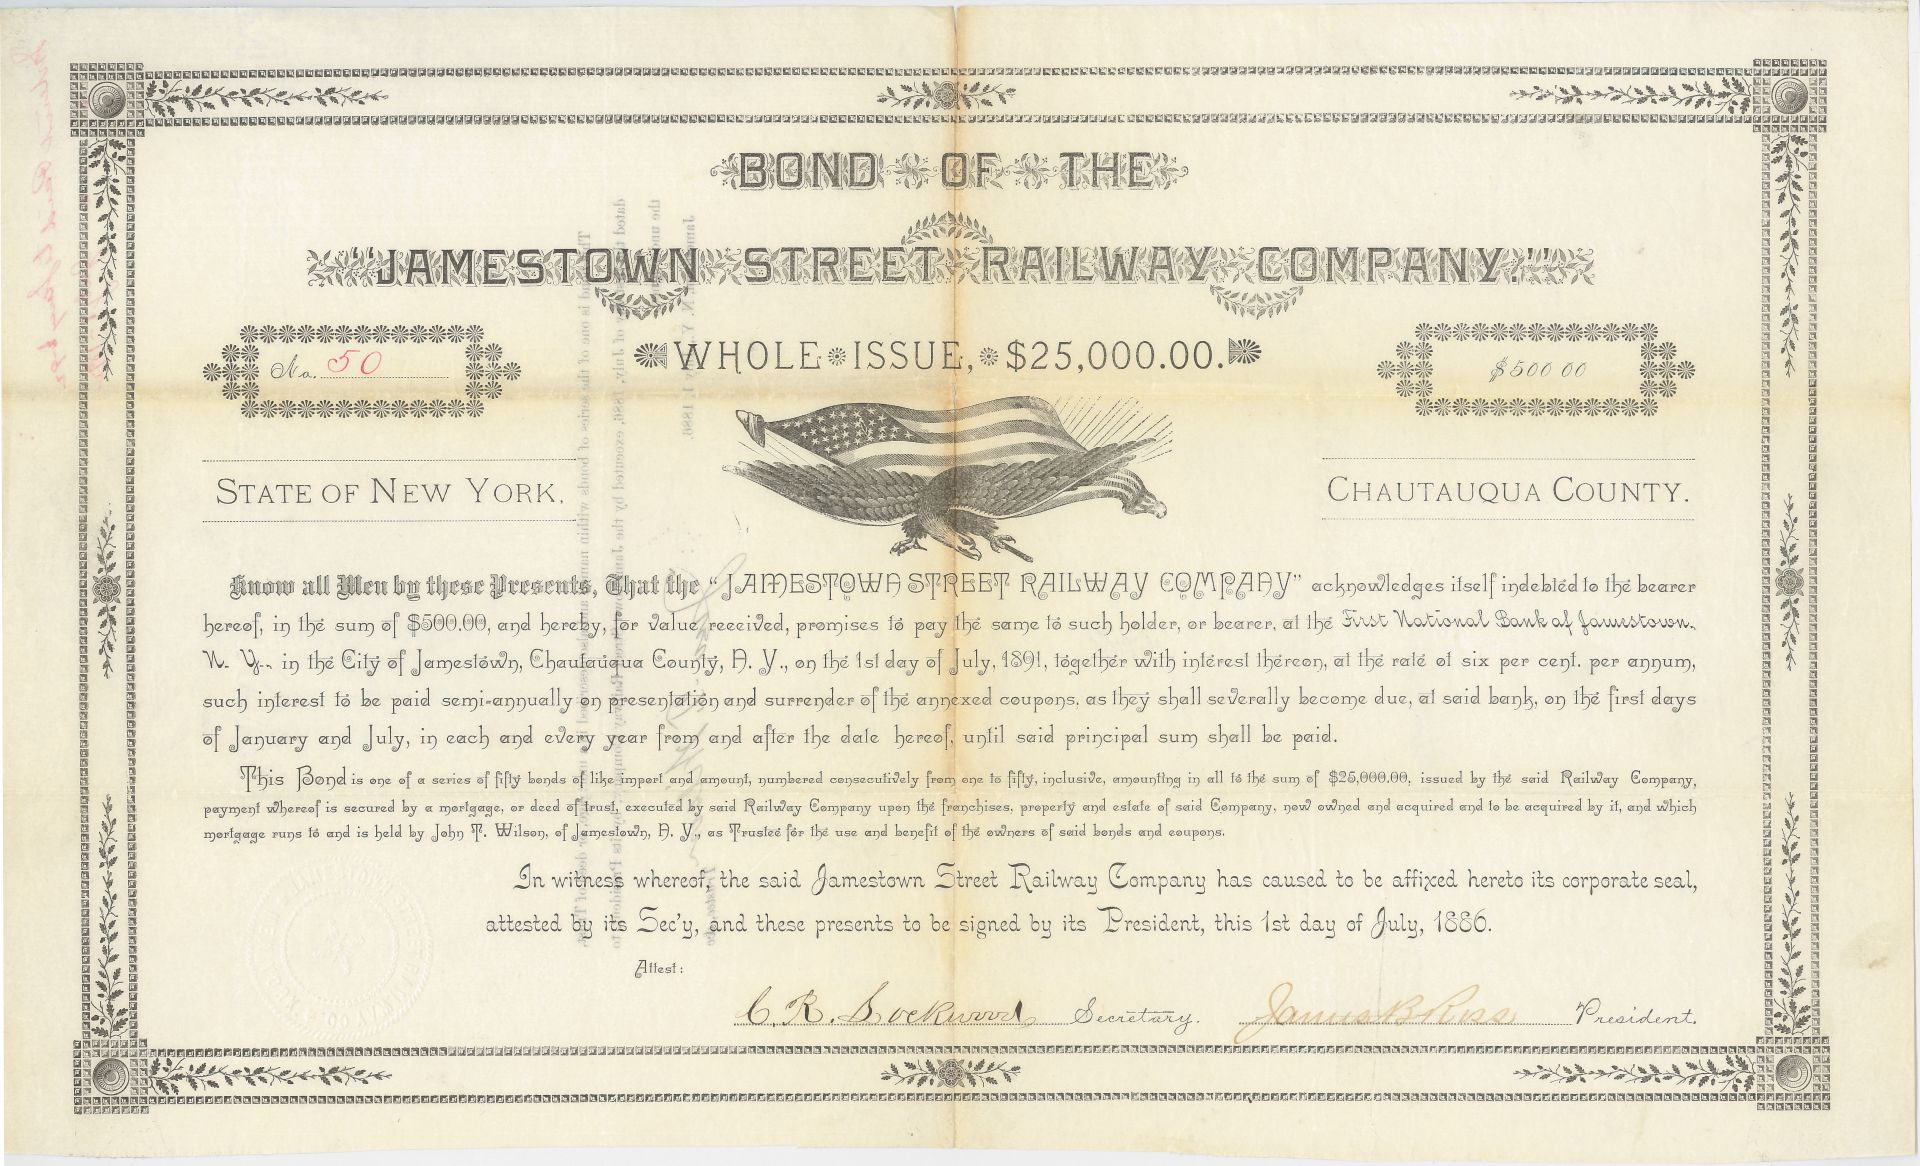 BOND OF THE
"JAMESTOWN STREET RAILWAY COMPANY."
No. 50
WHOLE ISSUE, $25,000.00.
$500 00
STATE OF NEW YORK.
CHAUTAUQUA COUNTY.
Know all Men by these Presents, That the "JAMESTOWN STREET RAILWAY COMPANY" acknowledges itself indebted to the bearer
hereof, in the sum of $500.00, and hereby, for value received, promises to pay the same to such holder, or bearer, at the First National Bank of Jamestown,
N. Y., in the City of Jamestown, Chautauqua County, N. Y., on the 1st day of July, 1891, together with interest thereon, at the rate of six per cent. per annum,
such interest to be paid semi-annually on presentation and surrender of the annexed coupons, as they shall severally become due, at said bank, on the first days
of January and July, in each and every year from and after the date hereof, until said principal sum shall be paid.
This Bond is one of a series of fifty bonds of like import and amount, numbered consecutively from one to fifty, inclusive, amounting in all to the sum of $25,000.00, issued by the said Railway Company,
payment whereof is secured by a mortgage, or deed of trust, executed by said Railway Company upon the franchises, property and estate of said Company, now owned and acquired and to be acquired by it, and which
mortgage runs to and is held by John T. Wilson, of Jamestown, N. Y., as Trustee for the use and benefit of the owners of said bonds and coupons.
In witness whereof, the said Jamestown Street Railway Company has caused to be affixed hereto its corporate seal,
attested by its Sec'y, and these presents to be signed by its President, this 1st day of July, 1886.
Attest:
C. R. Lockwood Secretary. James B Ross President.